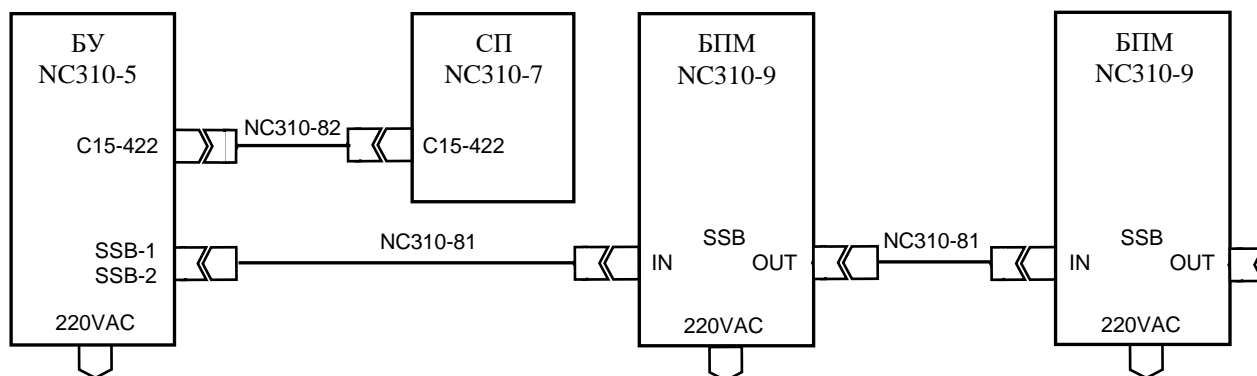 БУ
NC310-5
C15-422
SSB-1
SSB-2
220VAC
NC310-82
СП
NC310-7
C15-422
NC310-81
БПМ
NC310-9
SSB
IN
OUT
220VAC
NC310-81
БПМ
NC310-9
SSB
IN
OUT
220VAC